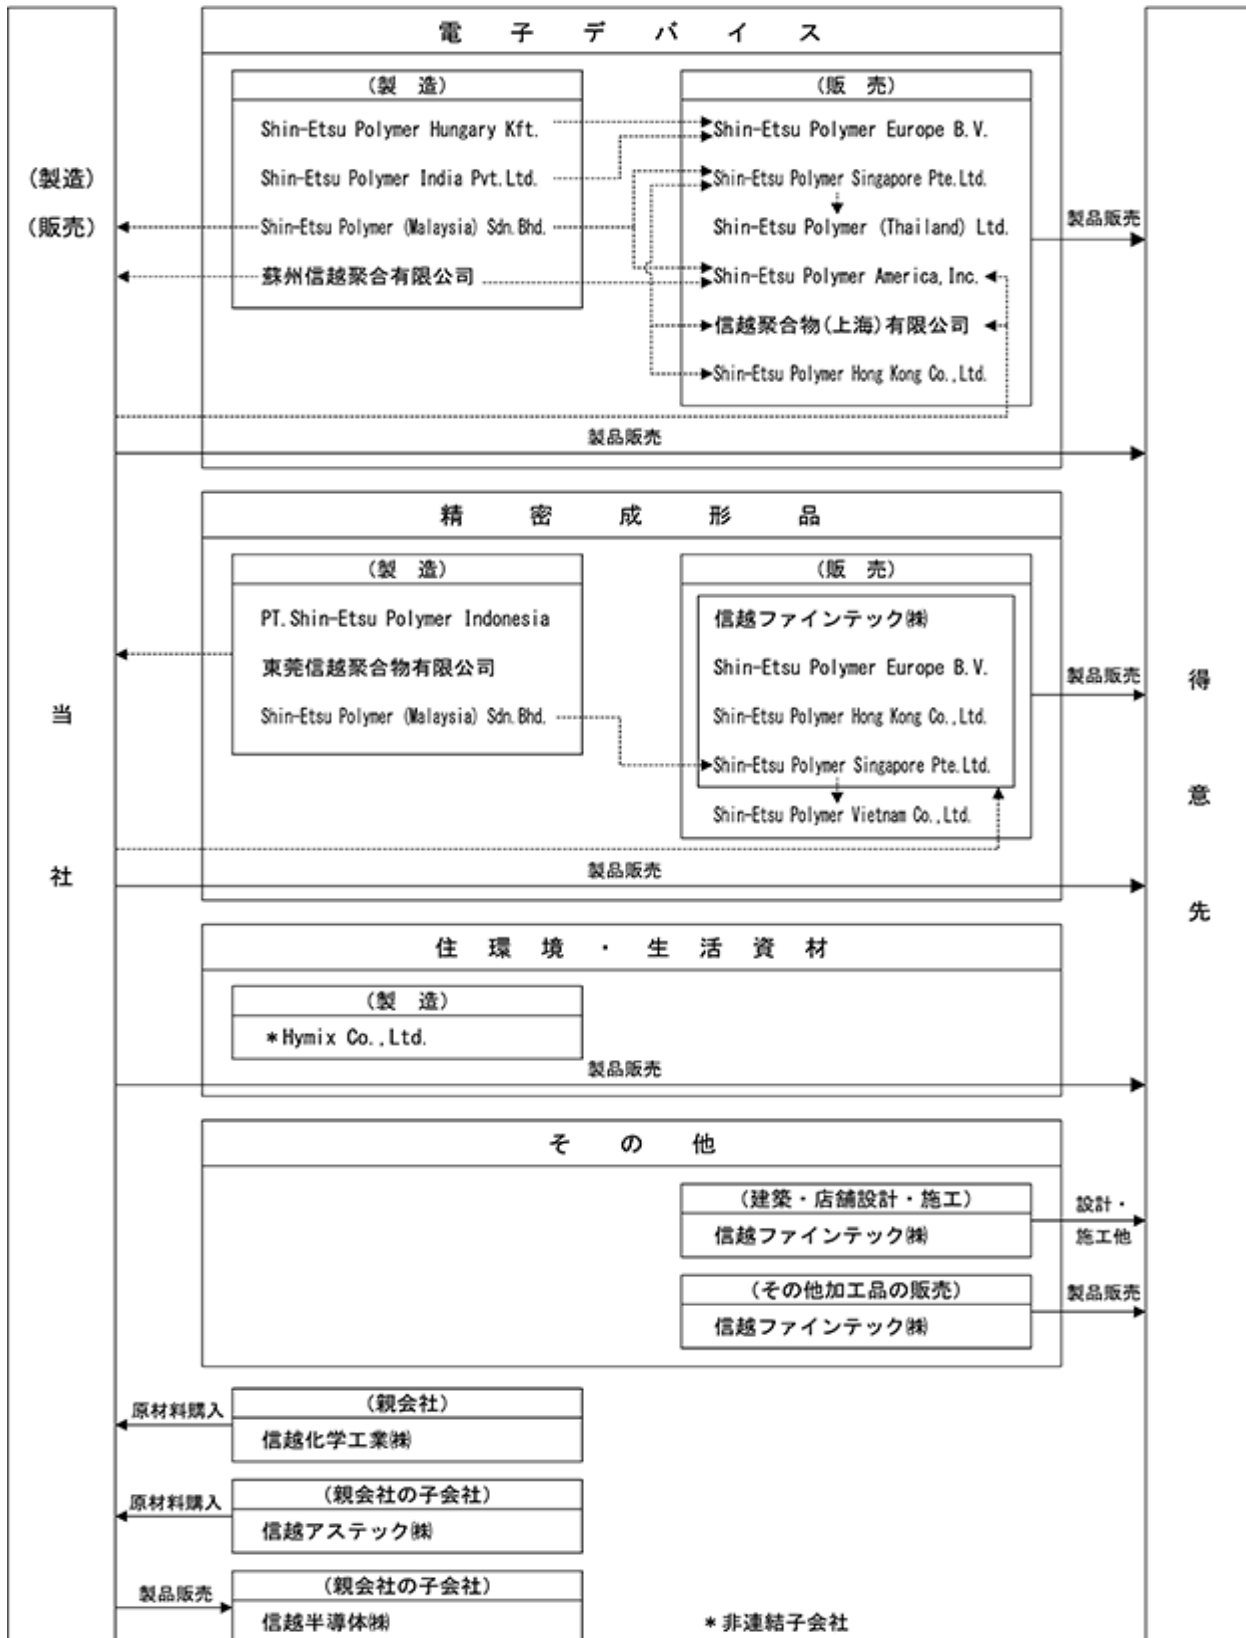 電子デバイス
(製造)
Shin-Etsu Polymer Hungary Kft.
Shin-Etsu Polymer India Pvt.Ltd.
Shin-Etsu Polymer (Malaysia) Sdn.Bhd.
蘇州信越聚合有限公司
(販売)
Shin-Etsu Polymer Europe B.V.
Shin-Etsu Polymer Singapore Pte.Ltd.
Shin-Etsu Polymer (Thailand) Ltd.
Shin-Etsu Polymer America,Inc.
信越聚合物(上海)有限公司
Shin-Etsu Polymer Hong Kong Co.,Ltd.
(製造)
(販売)
当社
製品販売
製品販売
得意先
精密成形品
(製造)
PT.Shin-Etsu Polymer Indonesia
東莞信越聚合物有限公司
Shin-Etsu Polymer (Malaysia) Sdn.Bhd.
(販売)
信越ファインテック㈱
Shin-Etsu Polymer Europe B.V.
Shin-Etsu Polymer Hong Kong Co.,Ltd.
Shin-Etsu Polymer Singapore Pte.Ltd.
Shin-Etsu Polymer Vietnam Co.,Ltd.
製品販売
製品販売
住環境・生活資材
(製造)
*Hymix Co.,Ltd.
製品販売
その他
(建築・店舗設計・施工)
信越ファインテック㈱
設計・
施工他
(その他加工品の販売)
信越ファインテック㈱
製品販売
原材料購入
(親会社)
信越化学工業㈱
原材料購入
(親会社の子会社)
信越アステック㈱
製品販売
(親会社の子会社)
信越半導体㈱
*非連結子会社